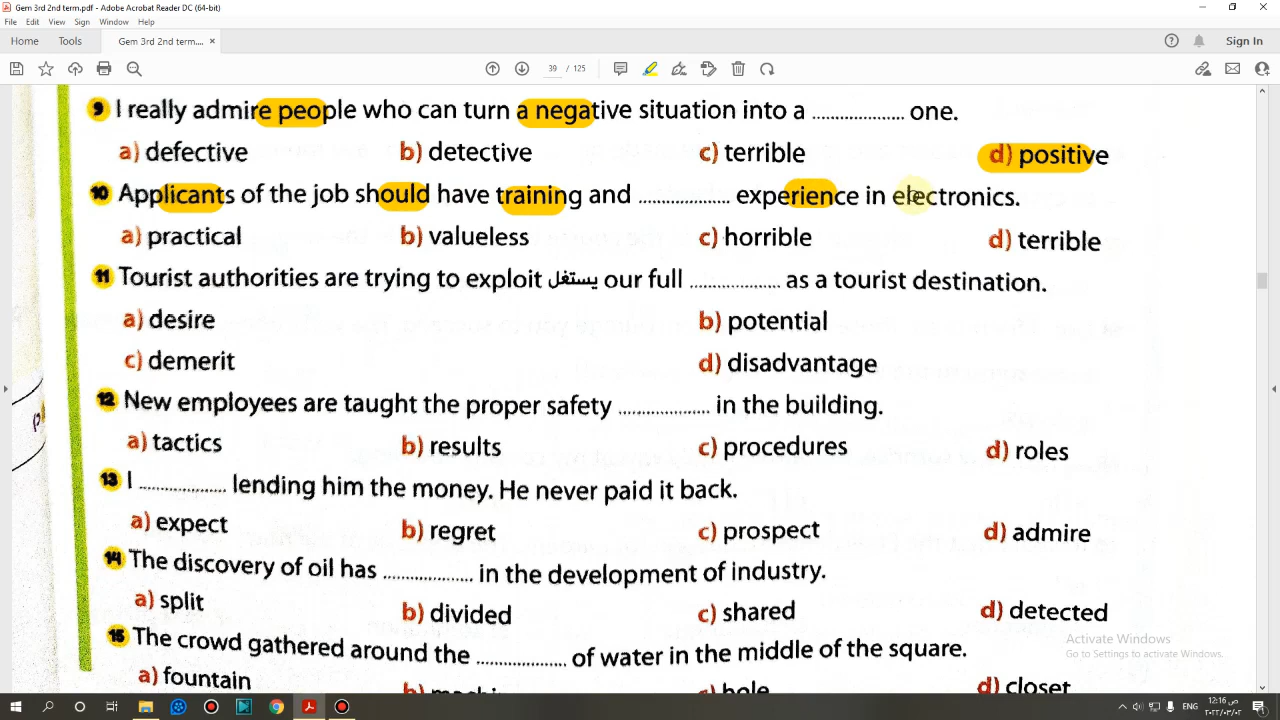 Gem 3rd 2nd term.pdf - Adobe Acrobat Reader DC (64-bit)
File Edit View Sign Window Help
Home Tools Gem 3rd 2nd term.... × Sign In
39 / 125
9 I really admire people who can turn a negative situation into a .................... one.
a) defective b) detective c) terrible d) positive
10 Applicants of the job should have training and .................... experience in electronics.
a) practical b) valueless c) horrible d) terrible
11 Tourist authorities are trying to exploit يستغل our full .................... as a tourist destination.
a) desire b) potential
c) demerit d) disadvantage
12 New employees are taught the proper safety .................... in the building.
a) tactics b) results c) procedures d) roles
13 I .................... lending him the money. He never paid it back.
a) expect b) regret c) prospect d) admire
14 The discovery of oil has .................... in the development of industry.
a) split b) divided c) shared d) detected
15 The crowd gathered around the .................... of water in the middle of the square.
a) fountain c) hole d) closet
Activate Windows
Go to Settings to activate Windows.
ENG 12:16 ص